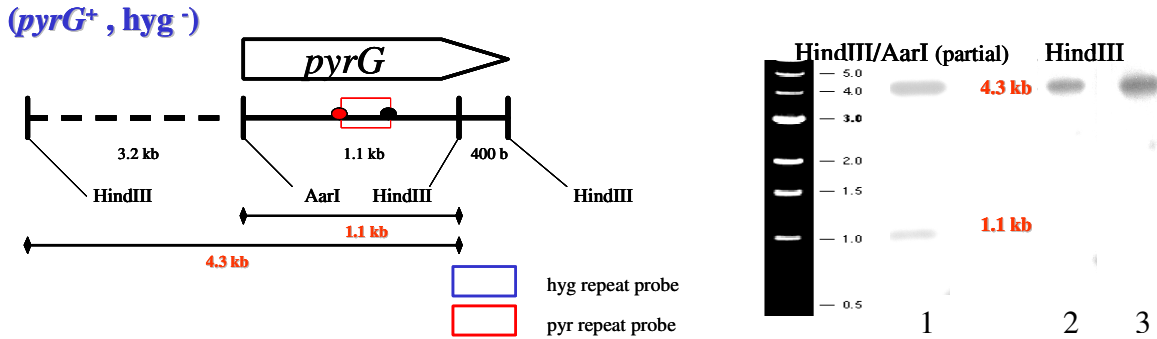 (pyrG+ , hyg -)
pyrG
3.2 kb
1.1 kb
400 b
HindIII
AarI
HindIII
HindIII
1.1 kb
4.3 kb
hyg repeat probe
pyr repeat probe
HindIII/AarI (partial)
HindIII
5.0
4.0
3.0
2.0
1.5
1.0
0.5
4.3 kb
1.1 kb
1
2
3